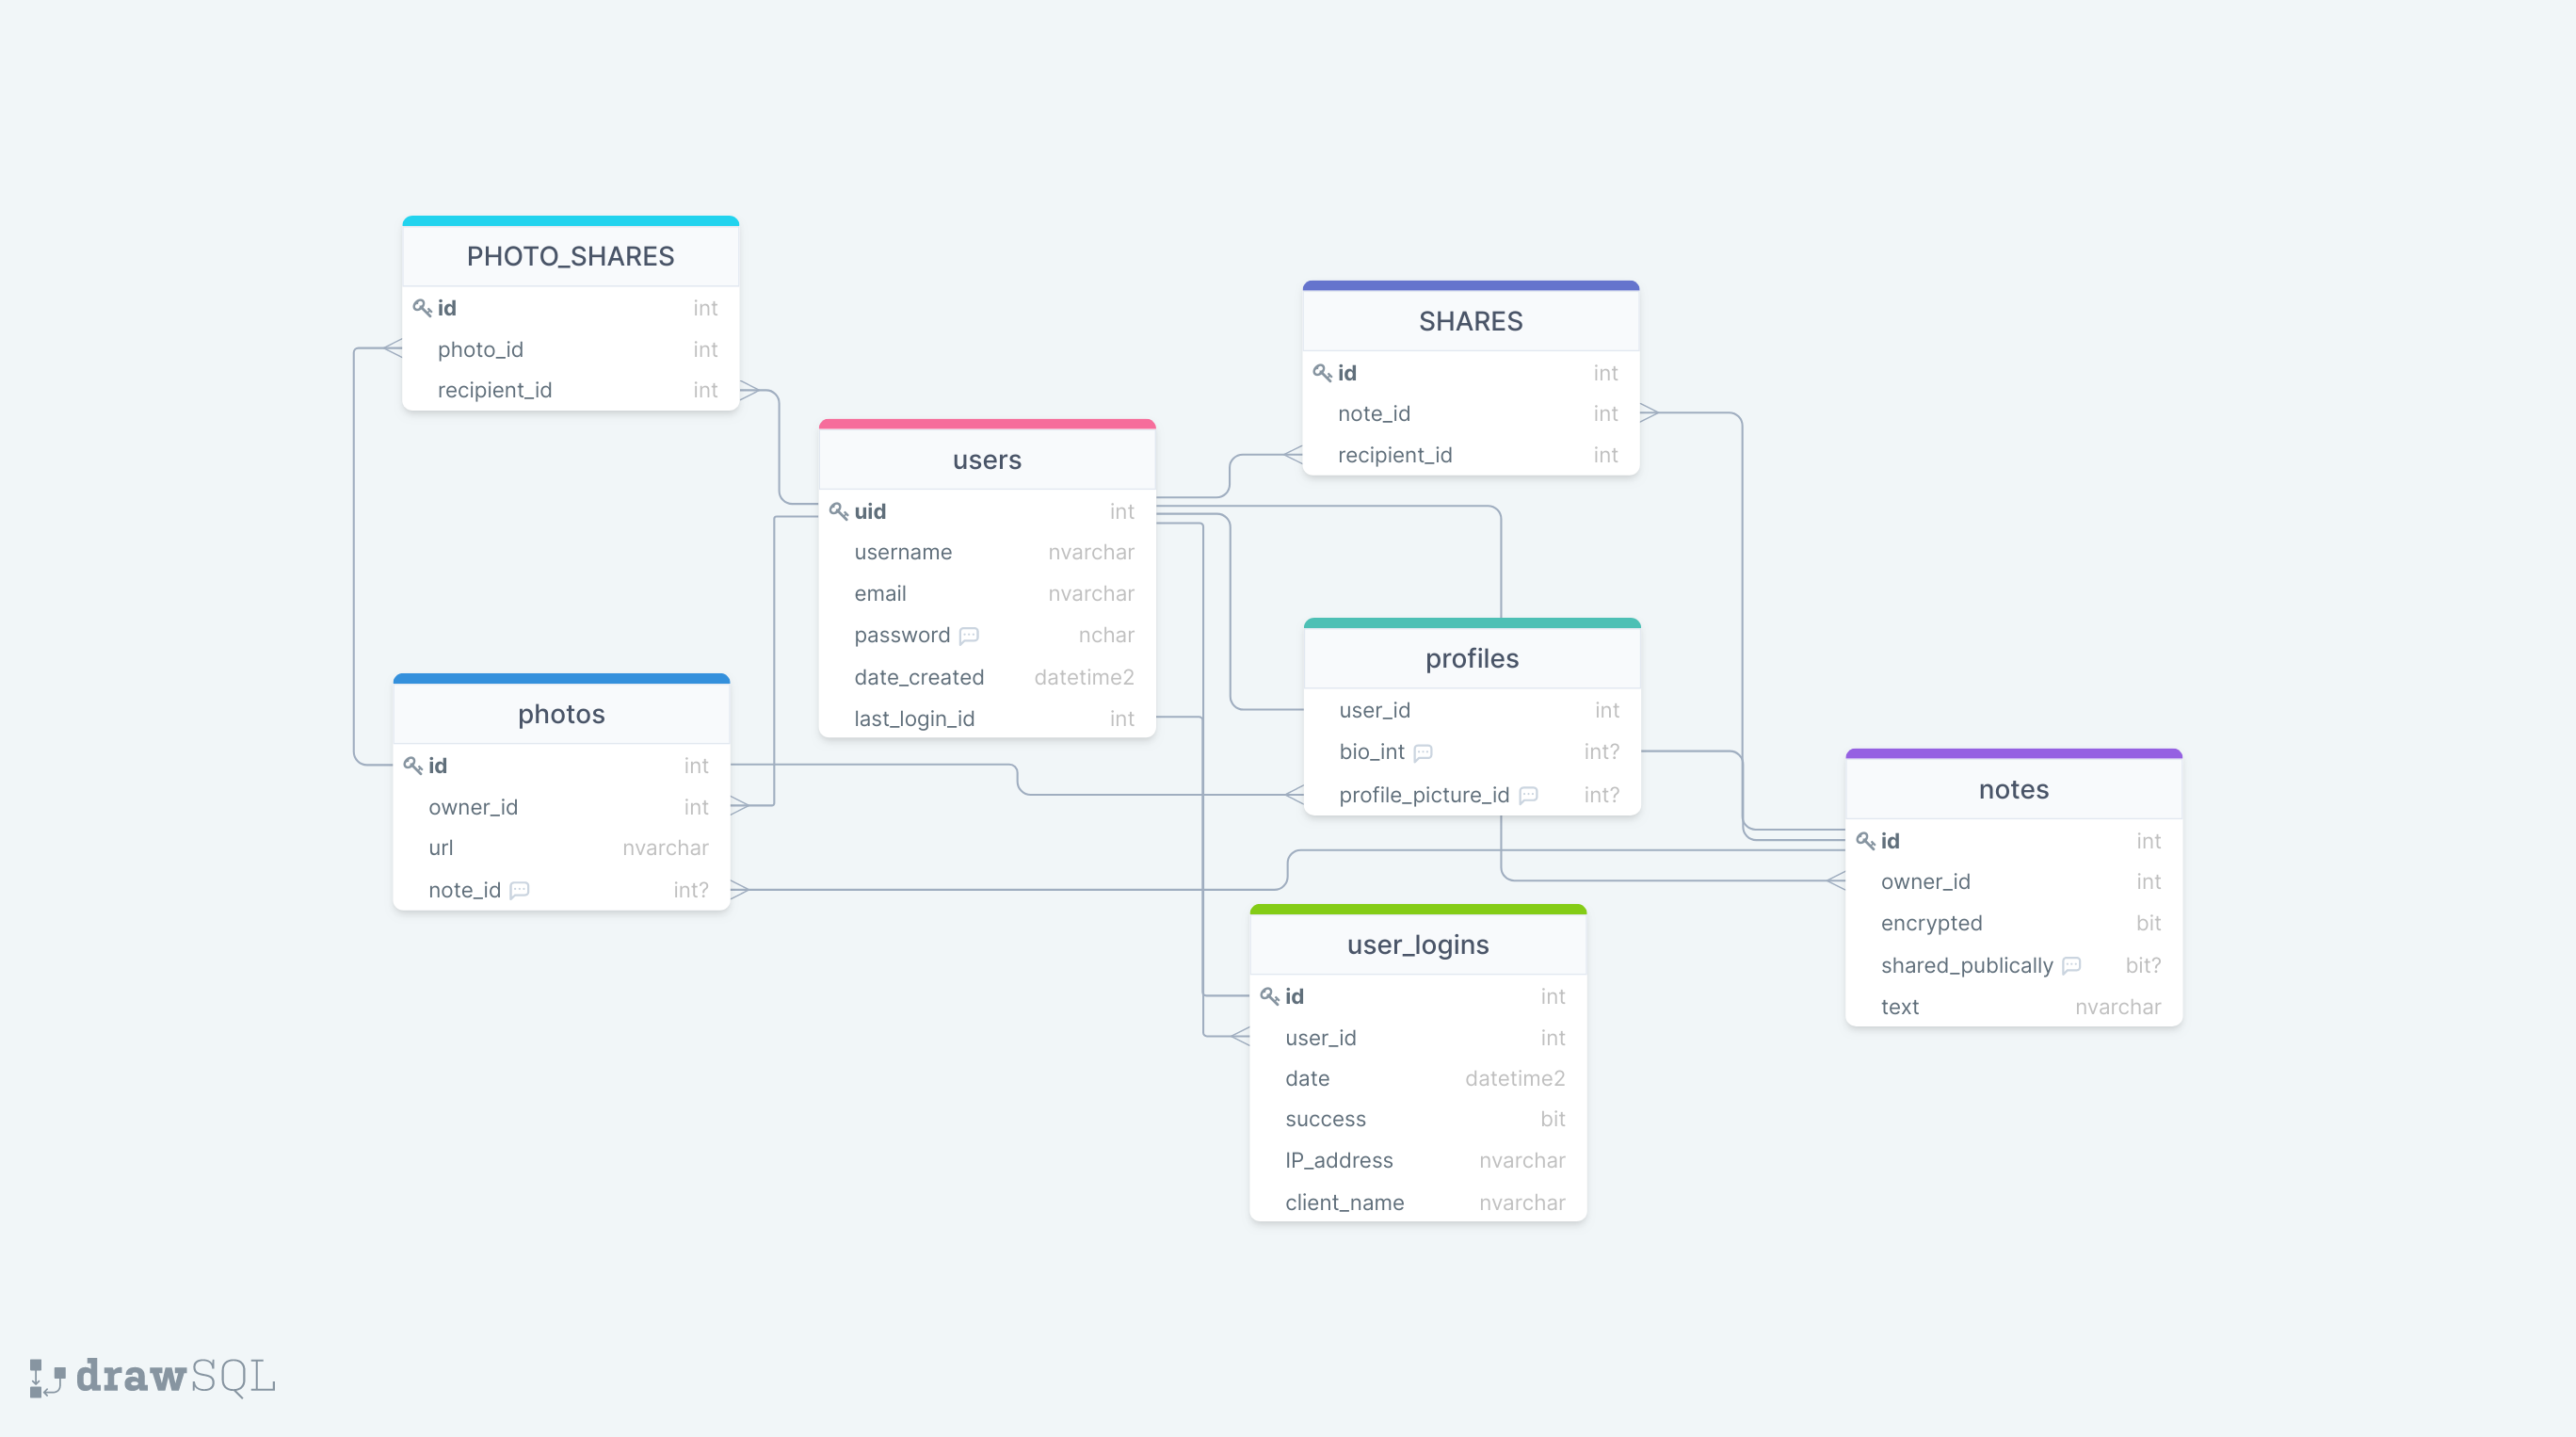 PHOTO_SHARES
id int
photo_id int
recipient_id int
SHARES
id int
note_id int
recipient_id int
users
uid int
username nvarchar
email nvarchar
password nchar
date_created datetime2
last_login_id int
profiles
user_id int
bio_int int?
profile_picture_id int?
photos
id int
owner_id int
url nvarchar
note_id int?
notes
id int
owner_id int
encrypted bit
shared_publically bit?
text nvarchar
user_logins
id int
user_id int
date datetime2
success bit
IP_address nvarchar
client_name nvarchar
drawSQL